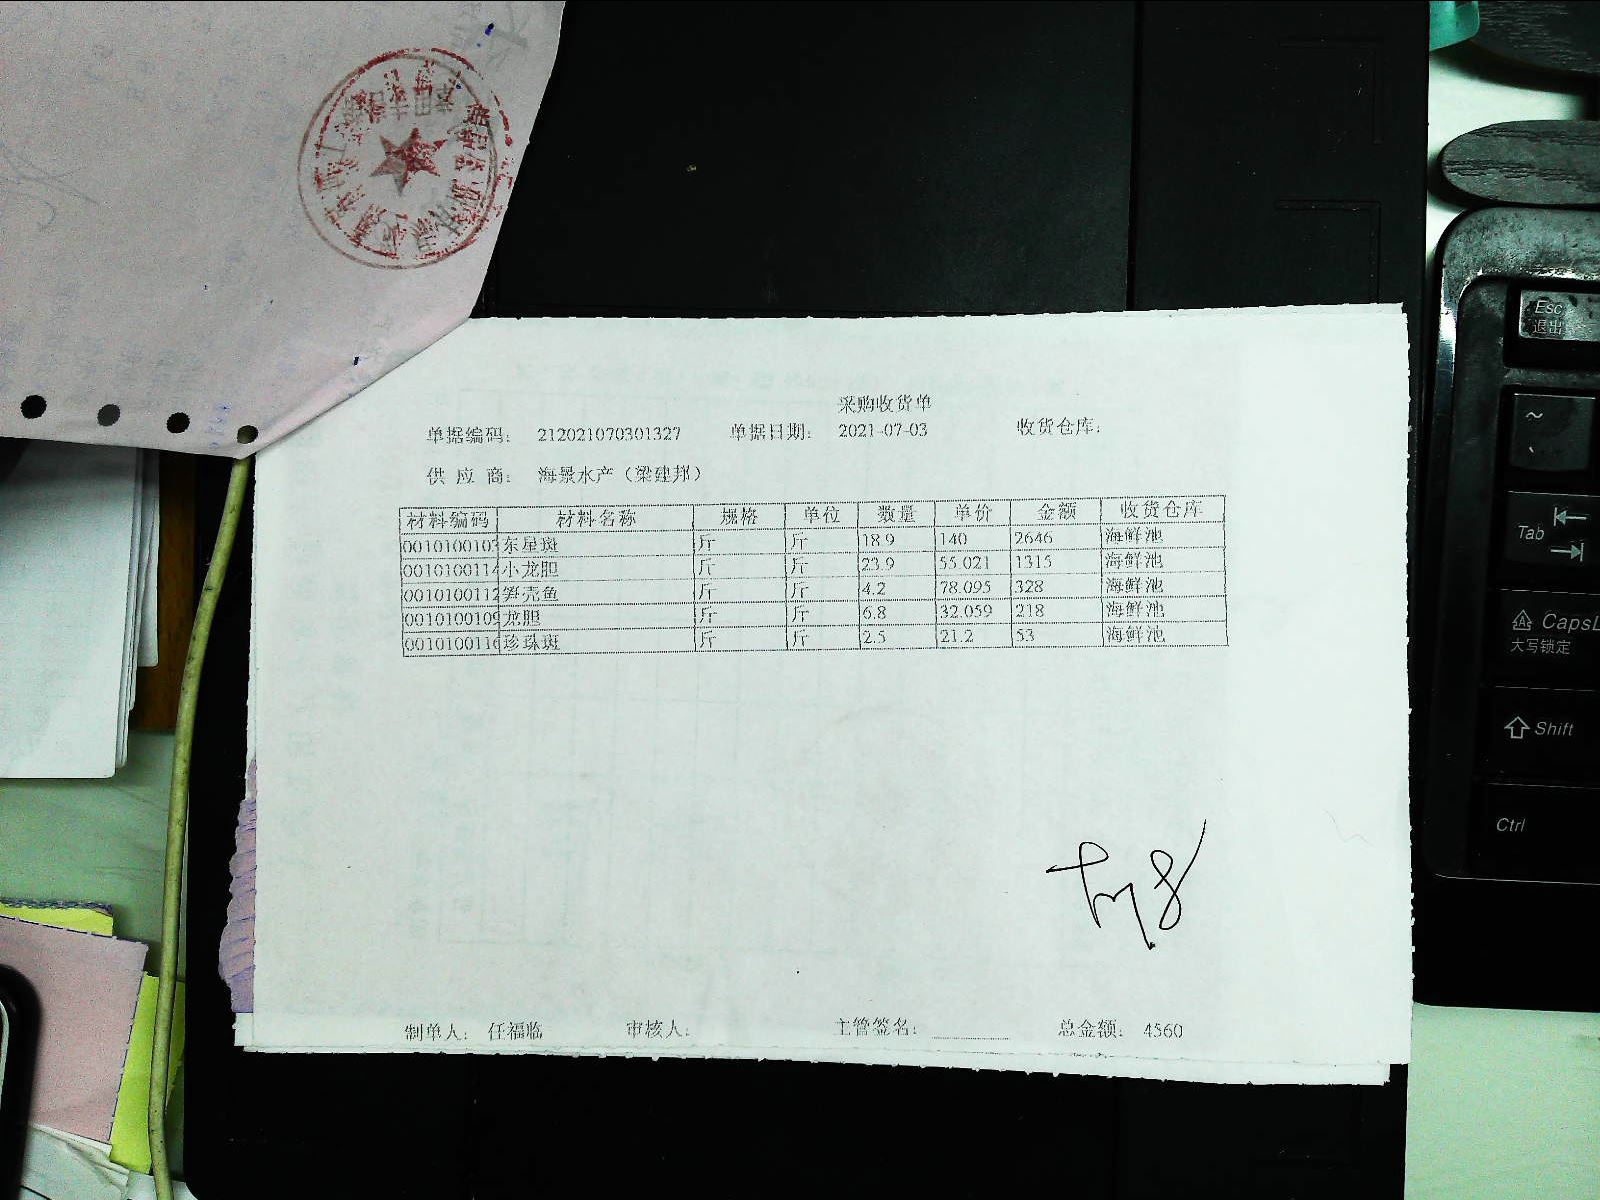 采购收货单
单据编码： 212021070301327 单据日期： 2021-07-03 收货仓库：
供 应 商： 海景水产（梁建邦）
材料编码 材料名称 规格 单位 数量 单价 金额 收货仓库
0010100103 东星斑 斤 斤 18.9 140 2646 海鲜池
0010100114 小龙胆 斤 斤 23.9 55.021 1315 海鲜池
0010100112 笋壳鱼 斤 斤 4.2 78.095 328 海鲜池
0010100109 龙胆 斤 斤 6.8 32.059 218 海鲜池
0010100116 珍珠斑 斤 斤 2.5 21.2 53 海鲜池
制单人： 任福临 审核人： 主管签名： 总金额： 4560
Esc
退出
~
Tab
CapsL
大写锁定
Shift
Ctrl